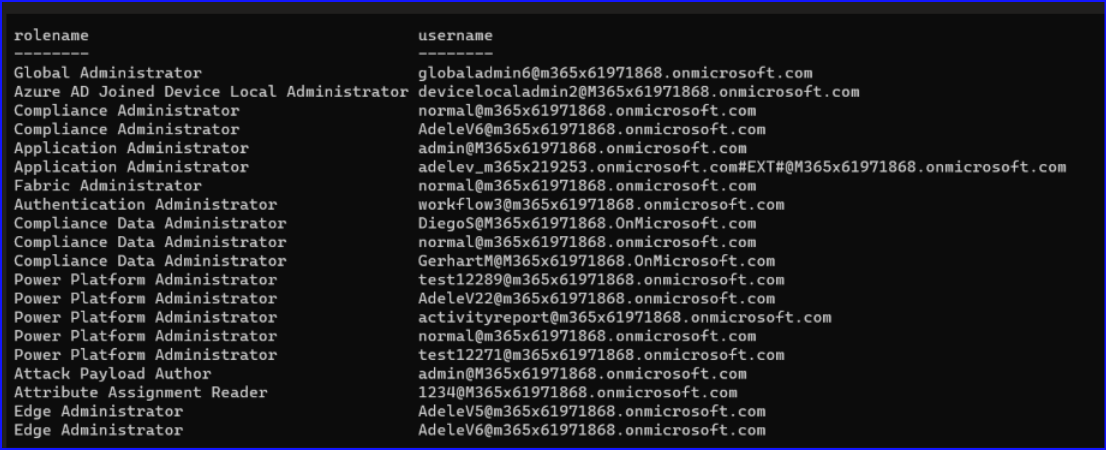 rolename username
-------- --------
Global Administrator globaladmin6@m365x61971868.onmicrosoft.com
Azure AD Joined Device Local Administrator devicelocaladmin2@M365x61971868.onmicrosoft.com
Compliance Administrator normal@m365x61971868.onmicrosoft.com
Compliance Administrator AdeleV6@m365x61971868.onmicrosoft.com
Application Administrator admin@M365x61971868.onmicrosoft.com
Application Administrator adelev_m365x219253.onmicrosoft.com#EXT#@M365x61971868.onmicrosoft.com
Fabric Administrator normal@m365x61971868.onmicrosoft.com
Authentication Administrator workflow3@m365x61971868.onmicrosoft.com
Compliance Data Administrator DiegoS@M365x61971868.OnMicrosoft.com
Compliance Data Administrator normal@m365x61971868.onmicrosoft.com
Compliance Data Administrator GerhartM@M365x61971868.OnMicrosoft.com
Power Platform Administrator test12289@m365x61971868.onmicrosoft.com
Power Platform Administrator AdeleV22@m365x61971868.onmicrosoft.com
Power Platform Administrator activityreport@m365x61971868.onmicrosoft.com
Power Platform Administrator normal@m365x61971868.onmicrosoft.com
Power Platform Administrator test12271@m365x61971868.onmicrosoft.com
Attack Payload Author admin@M365x61971868.onmicrosoft.com
Attribute Assignment Reader 1234@M365x61971868.onmicrosoft.com
Edge Administrator AdeleV5@m365x61971868.onmicrosoft.com
Edge Administrator AdeleV6@m365x61971868.onmicrosoft.com